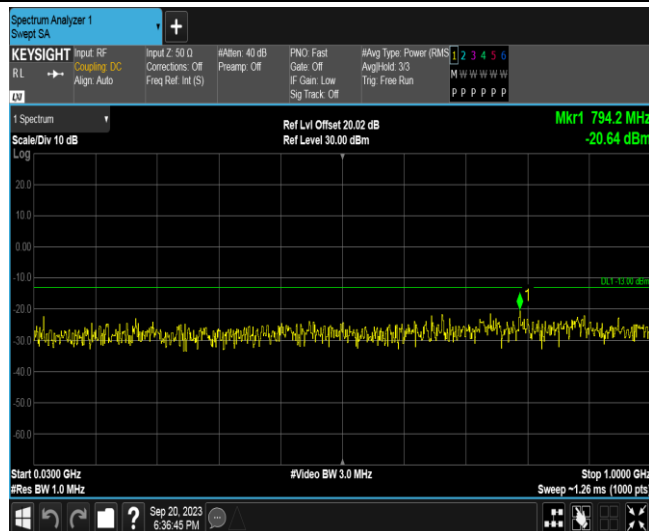 Spectrum Analyzer 1
Swept SA
+
KEYSIGHT
RL
Input: RF
Coupling: DC
Align: Auto
Input Z: 50 Ω
Corrections: Off
Freq Ref: Int (S)
#Atten: 40 dB
Preamp: Off
PNO: Fast
Gate: Off
IF Gain: Low
Sig Track: Off
#Avg Type: Power (RMS
Avg|Hold: 3/3
Trig: Free Run
1 2 3 4 5 6
M W W W W W
P P P P P P
1 Spectrum
Scale/Div 10 dB
Log
Ref Lvl Offset 20.02 dB
Ref Level 30.00 dBm
Mkr1 794.2 MHz
-20.64 dBm
20.0
10.0
0.00
-10.0
-20.0
-30.0
-40.0
-50.0
-60.0
DL1 -13.00 dBm
1
Start 0.0300 GHz
#Res BW 1.0 MHz
#Video BW 3.0 MHz
Stop 1.0000 GHz
Sweep ~1.26 ms (1000 pts)
?
Sep 20, 2023
6:36:45 PM